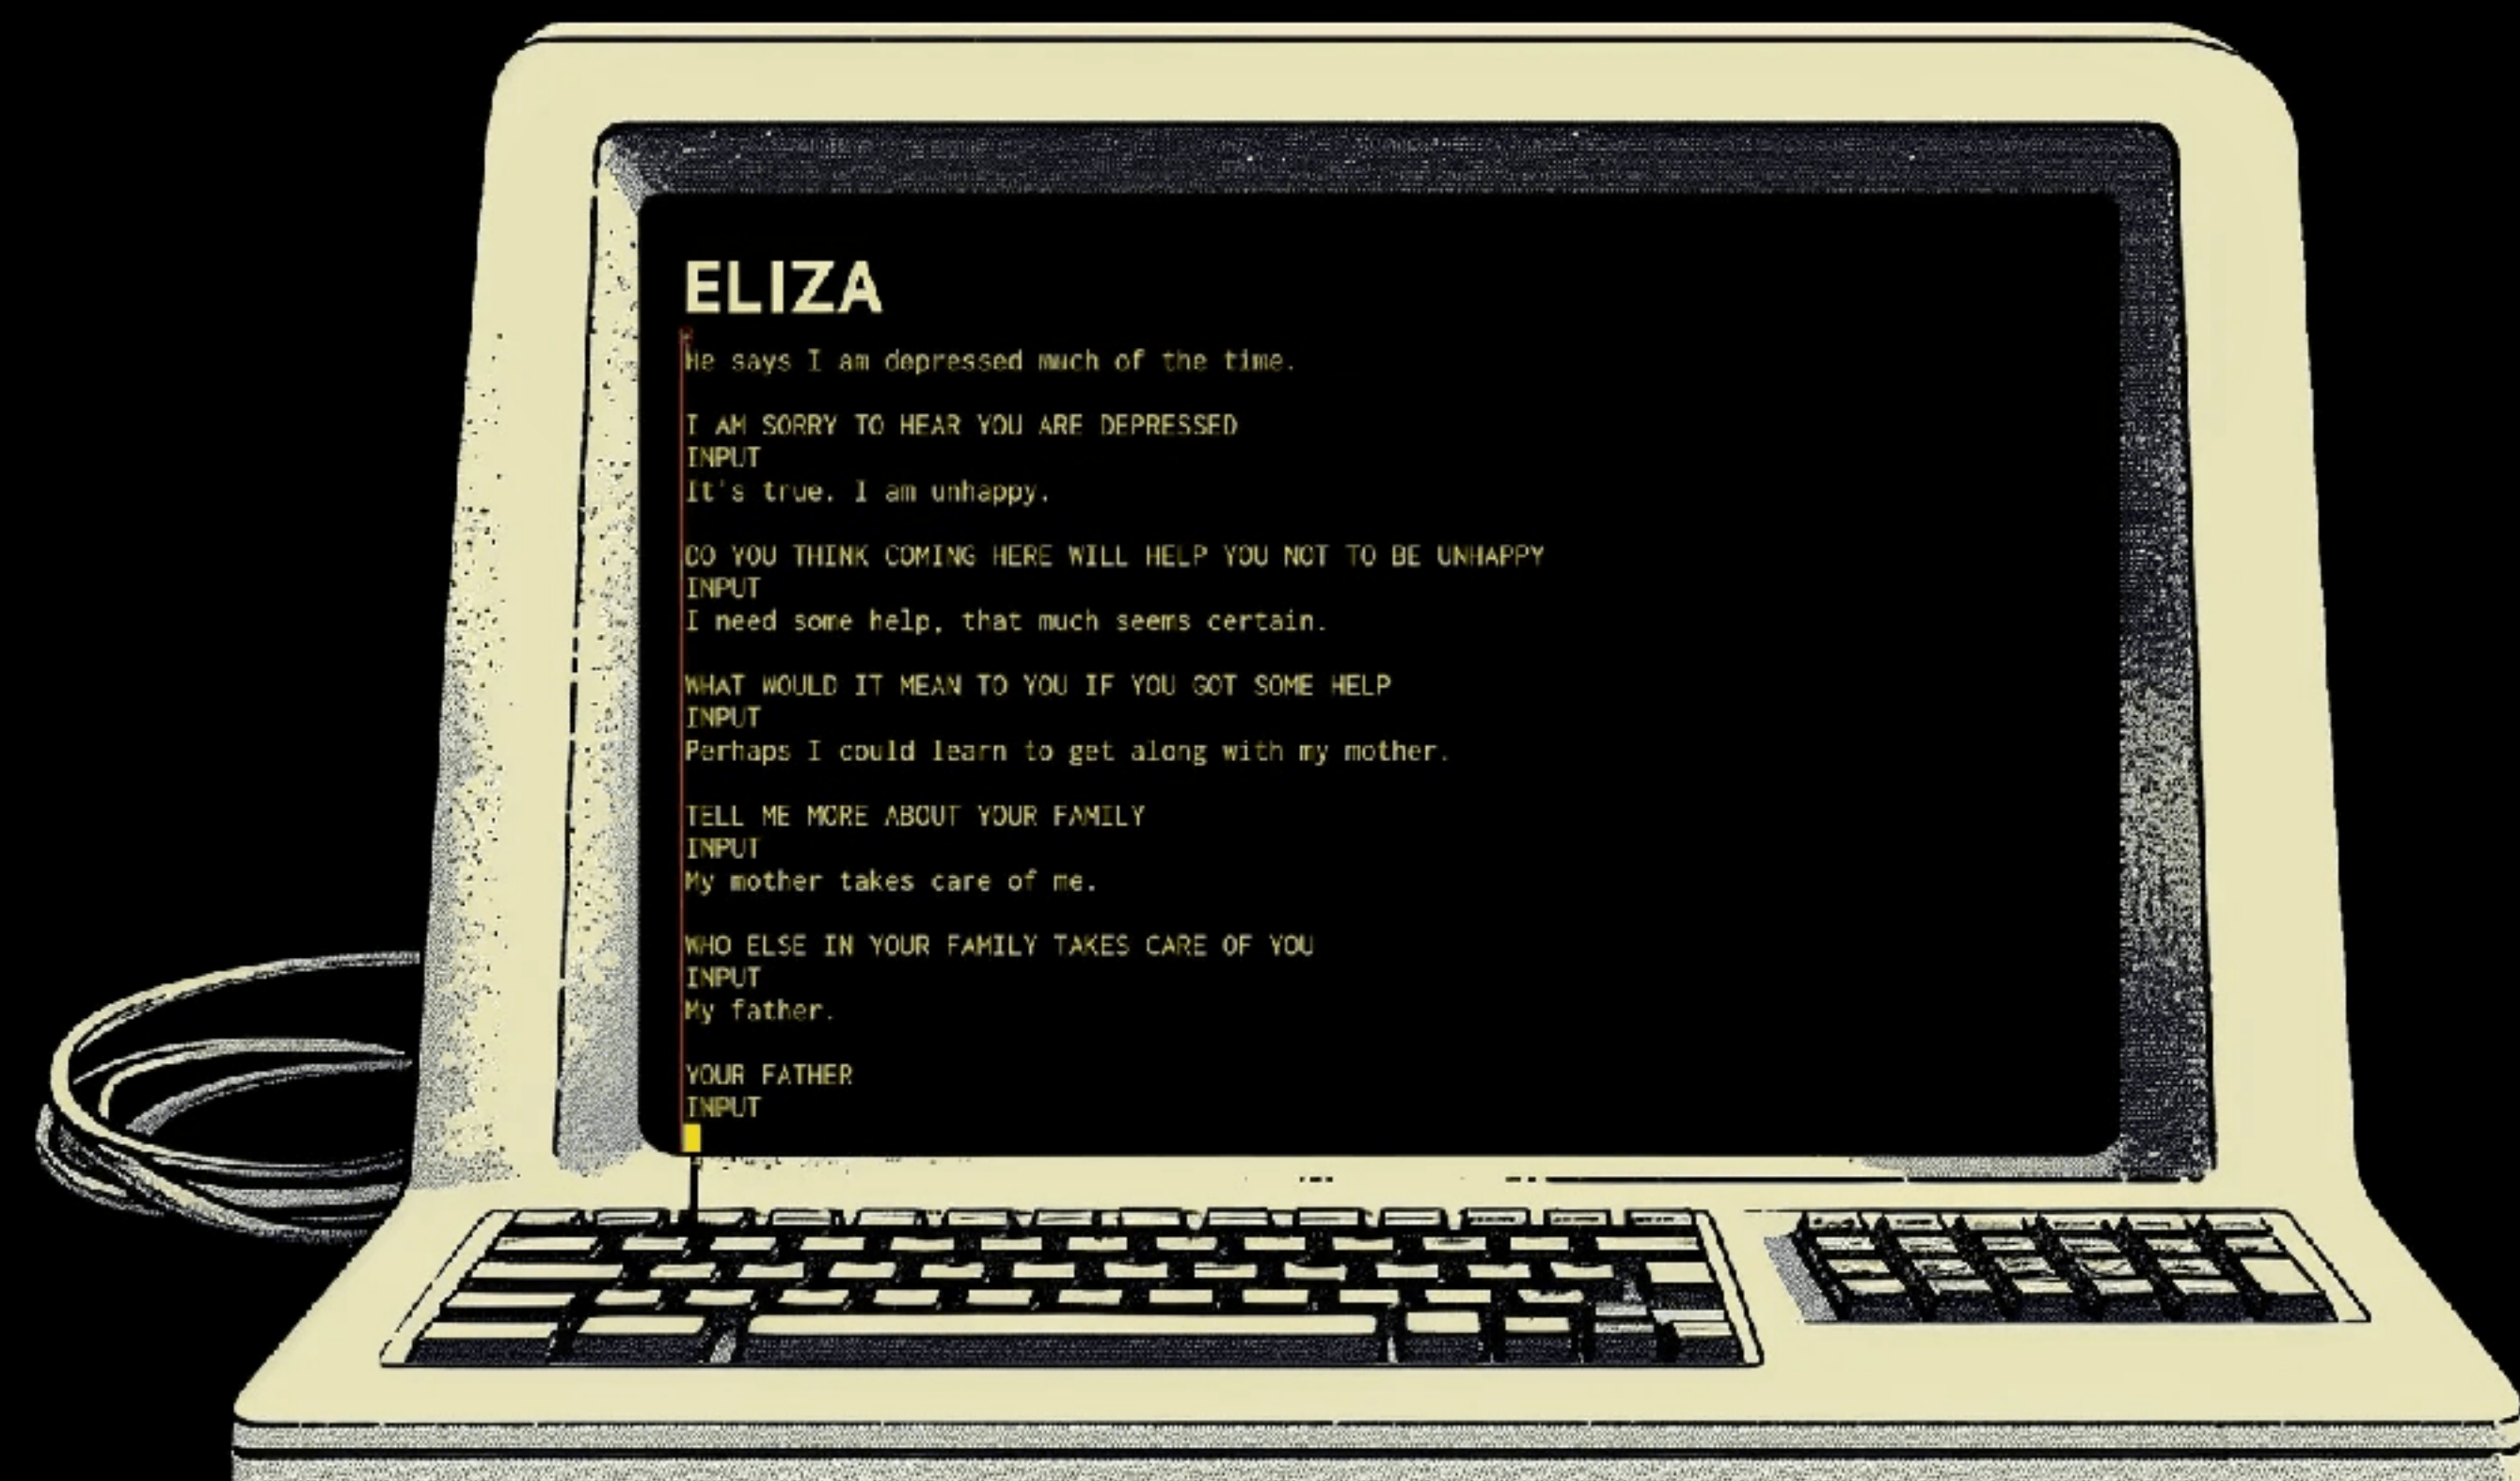 ELIZA
He says I am depressed much of the time.
I AM SORRY TO HEAR YOU ARE DEPRESSED
INPUT
It's true. I am unhappy.
DO YOU THINK COMING HERE WILL HELP YOU NOT TO BE UNHAPPY
INPUT
I need some help, that much seems certain.
WHAT WOULD IT MEAN TO YOU IF YOU GOT SOME HELP
INPUT
Perhaps I could learn to get along with my mother.
TELL ME MORE ABOUT YOUR FAMILY
INPUT
My mother takes care of me.
WHO ELSE IN YOUR FAMILY TAKES CARE OF YOU
INPUT
My father.
YOUR FATHER
INPUT